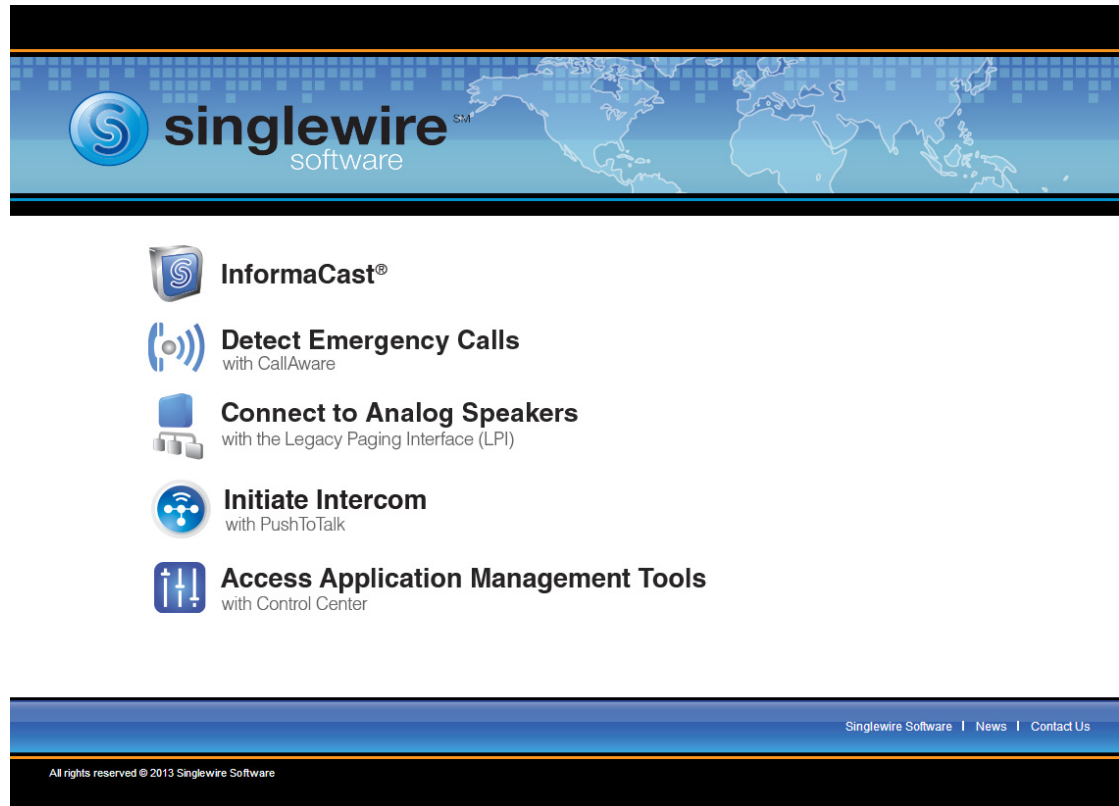 singlewire SM
software
InformaCast®
Detect Emergency Calls
with CallAware
Connect to Analog Speakers
with the Legacy Paging Interface (LPI)
Initiate Intercom
with PushToTalk
Access Application Management Tools
with Control Center
Singlewire Software | News | Contact Us
All rights reserved © 2013 Singlewire Software